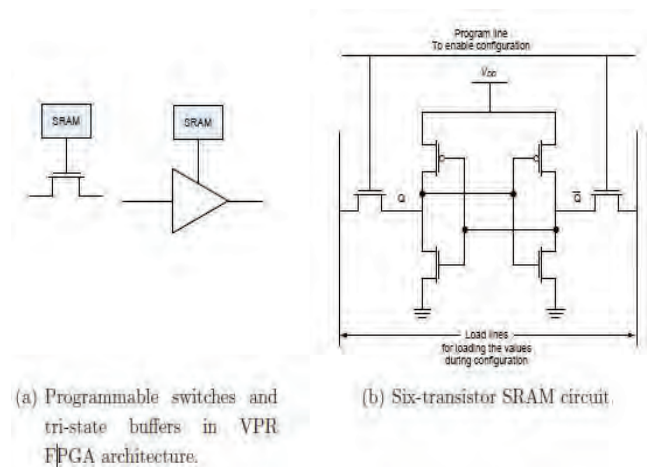 Program line
To enable configuration
VDD
SRAM
SRAM
Q
Q̅
Load lines
for loading the values
during configuration
(a) Programmable switches and
tri-state buffers in VPR
FPGA architecture.
(b) Six-transistor SRAM circuit